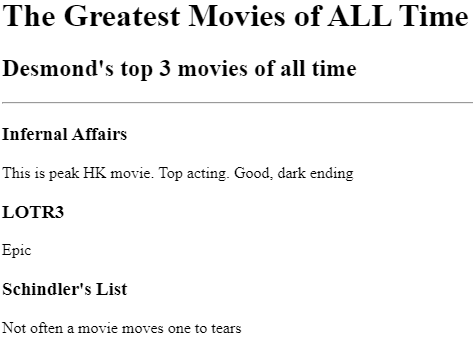 The Greatest Movies of ALL Time
Desmond's top 3 movies of all time
Infernal Affairs
This is peak HK movie. Top acting. Good, dark ending
LOTR3
Epic
Schindler's List
Not often a movie moves one to tears